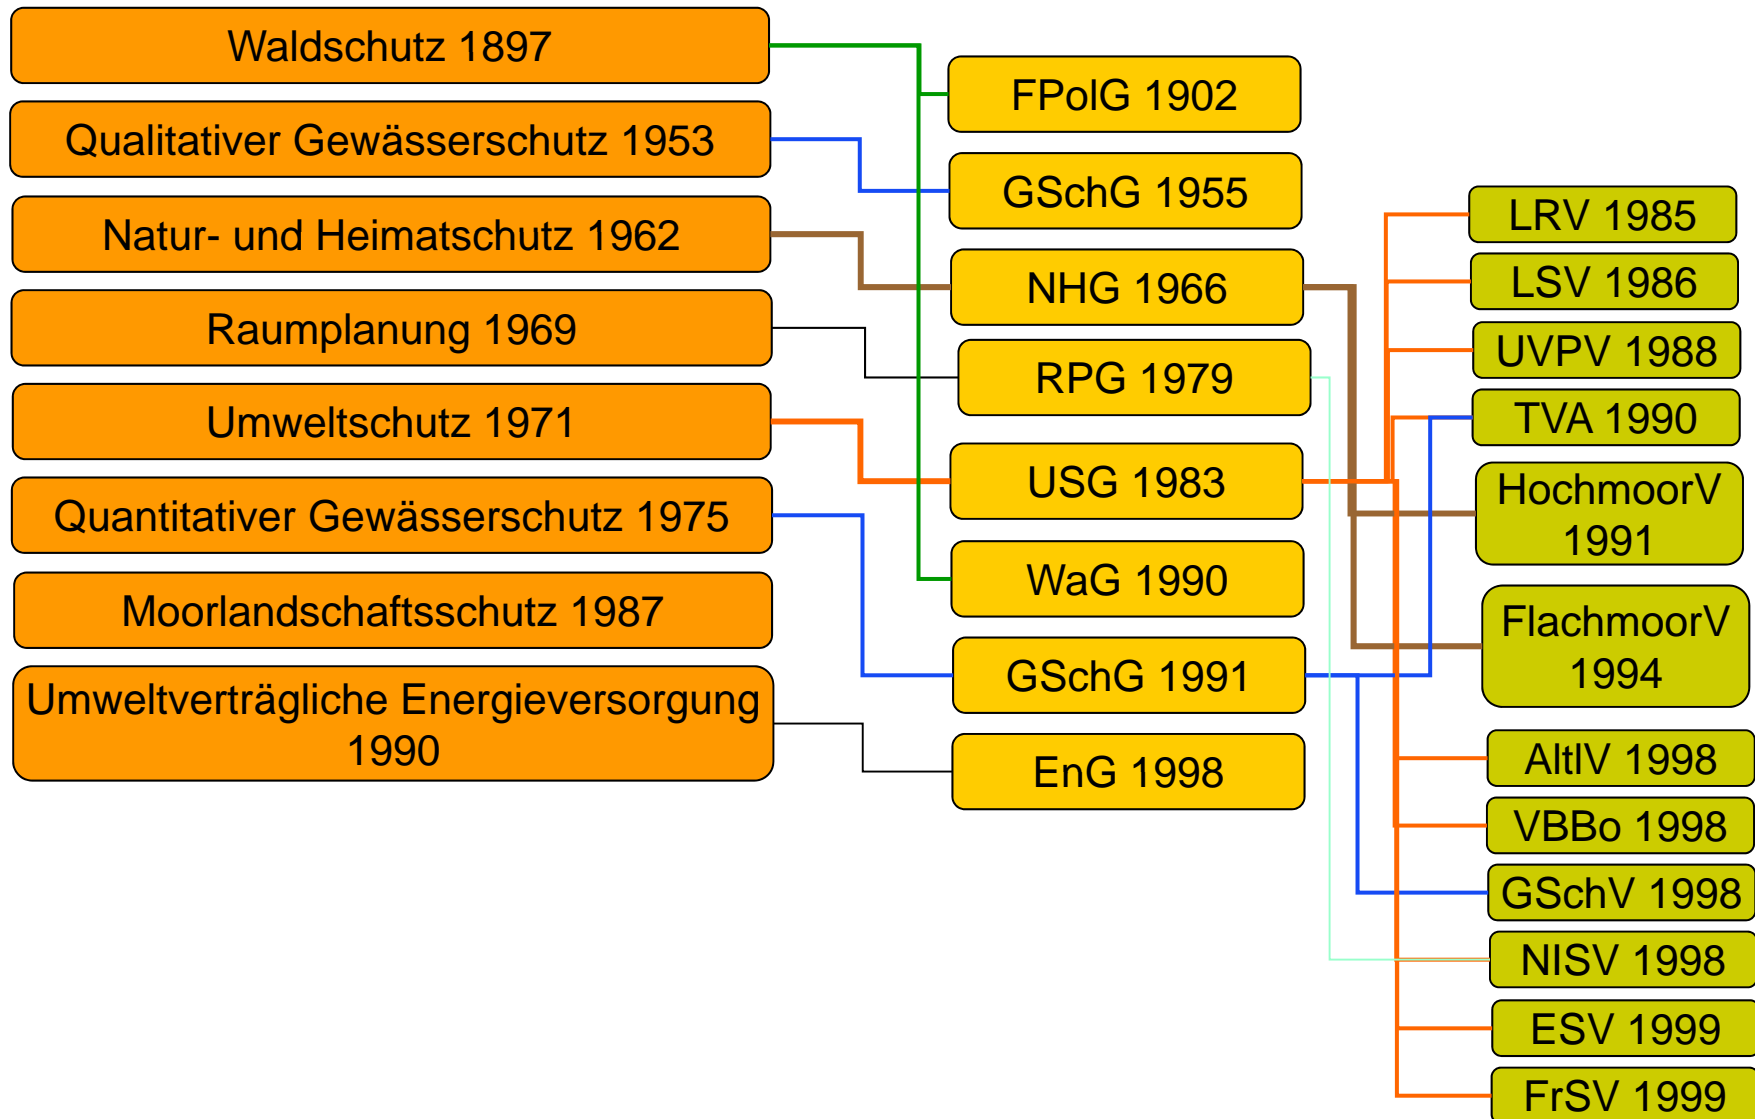 Waldschutz 1897
Qualitativer Gewässerschutz 1953
Natur- und Heimatschutz 1962
Raumplanung 1969
Umweltschutz 1971
Quantitativer Gewässerschutz 1975
Moorlandschaftsschutz 1987
Umweltverträgliche Energieversorgung
1990
FPolG 1902
GSchG 1955
NHG 1966
RPG 1979
USG 1983
WaG 1990
GSchG 1991
EnG 1998
LRV 1985
LSV 1986
UVPV 1988
TVA 1990
HochmoorV
1991
FlachmoorV
1994
AltlV 1998
VBBo 1998
GSchV 1998
NISV 1998
ESV 1999
FrSV 1999